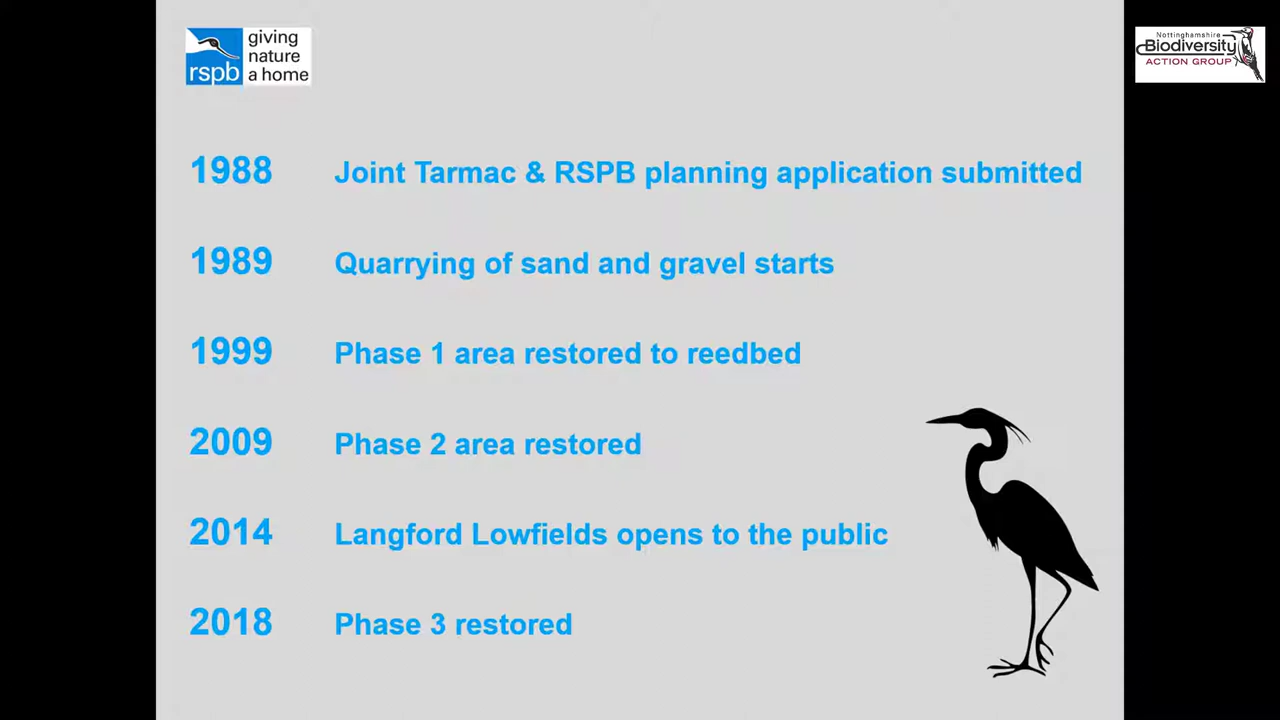 giving
nature
rspb a home
Nottinghamshire
Biodiversity
ACTION GROUP
1988 Joint Tarmac & RSPB planning application submitted
1989 Quarrying of sand and gravel starts
1999 Phase 1 area restored to reedbed
2009 Phase 2 area restored
2014 Langford Lowfields opens to the public
2018 Phase 3 restored